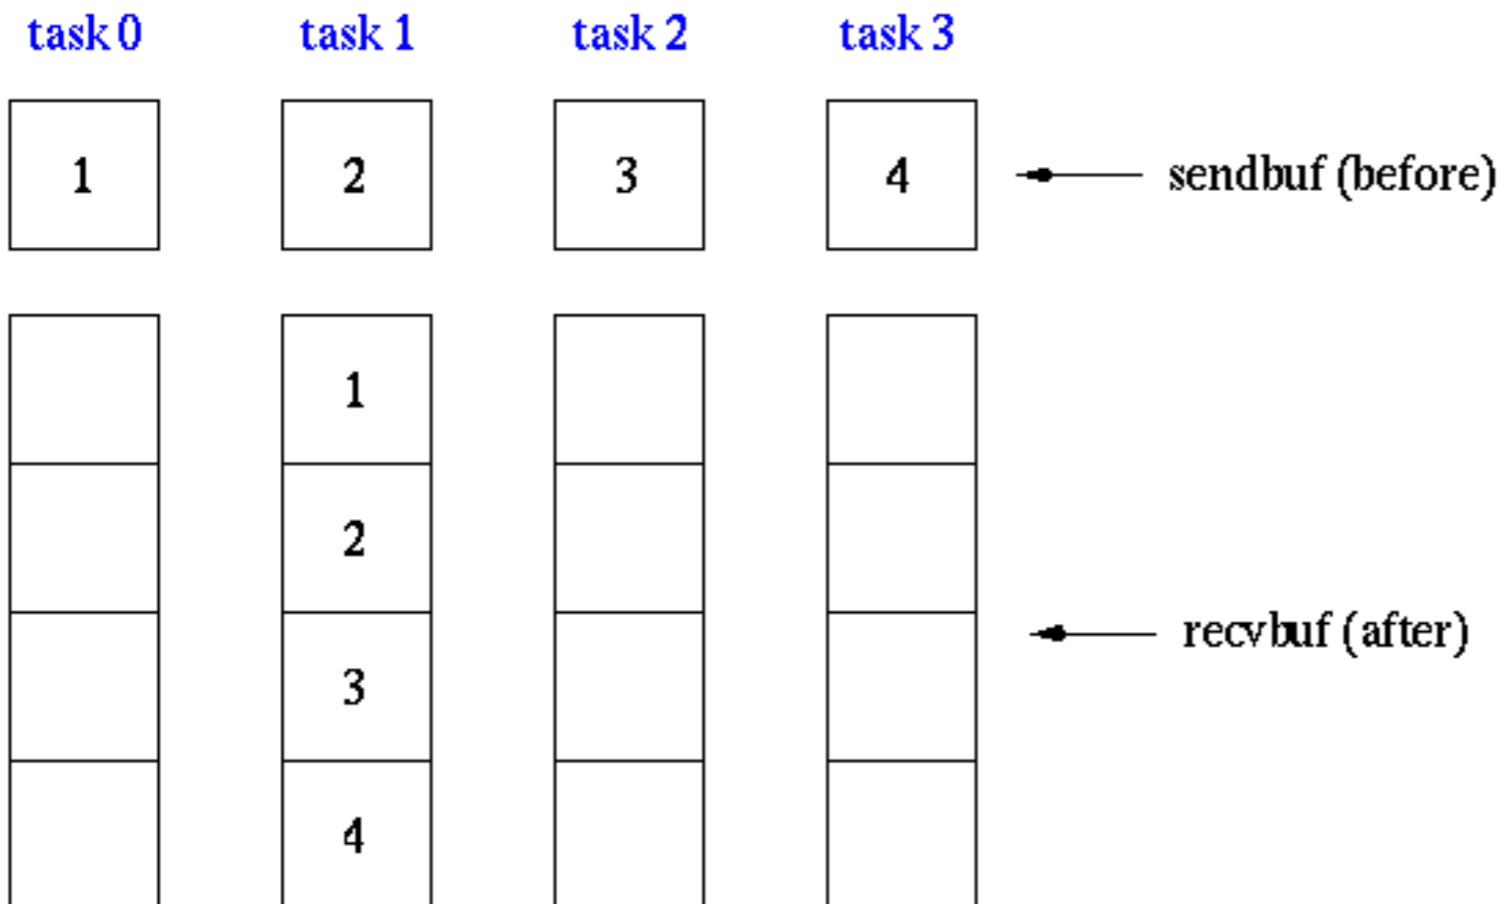 task 0 task 1 task 2 task 3
1 2 3 4 sendbuf (before)
1
2
3
recvbuf (after)
4